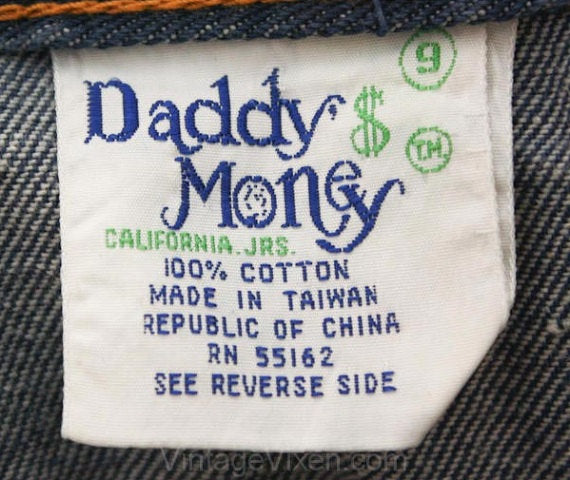 9
Daddy's $ TM
Money
CALIFORNIA. JRS.
100% COTTON
MADE IN TAIWAN
REPUBLIC OF CHINA
RN 55162
SEE REVERSE SIDE
VintageVixen.com